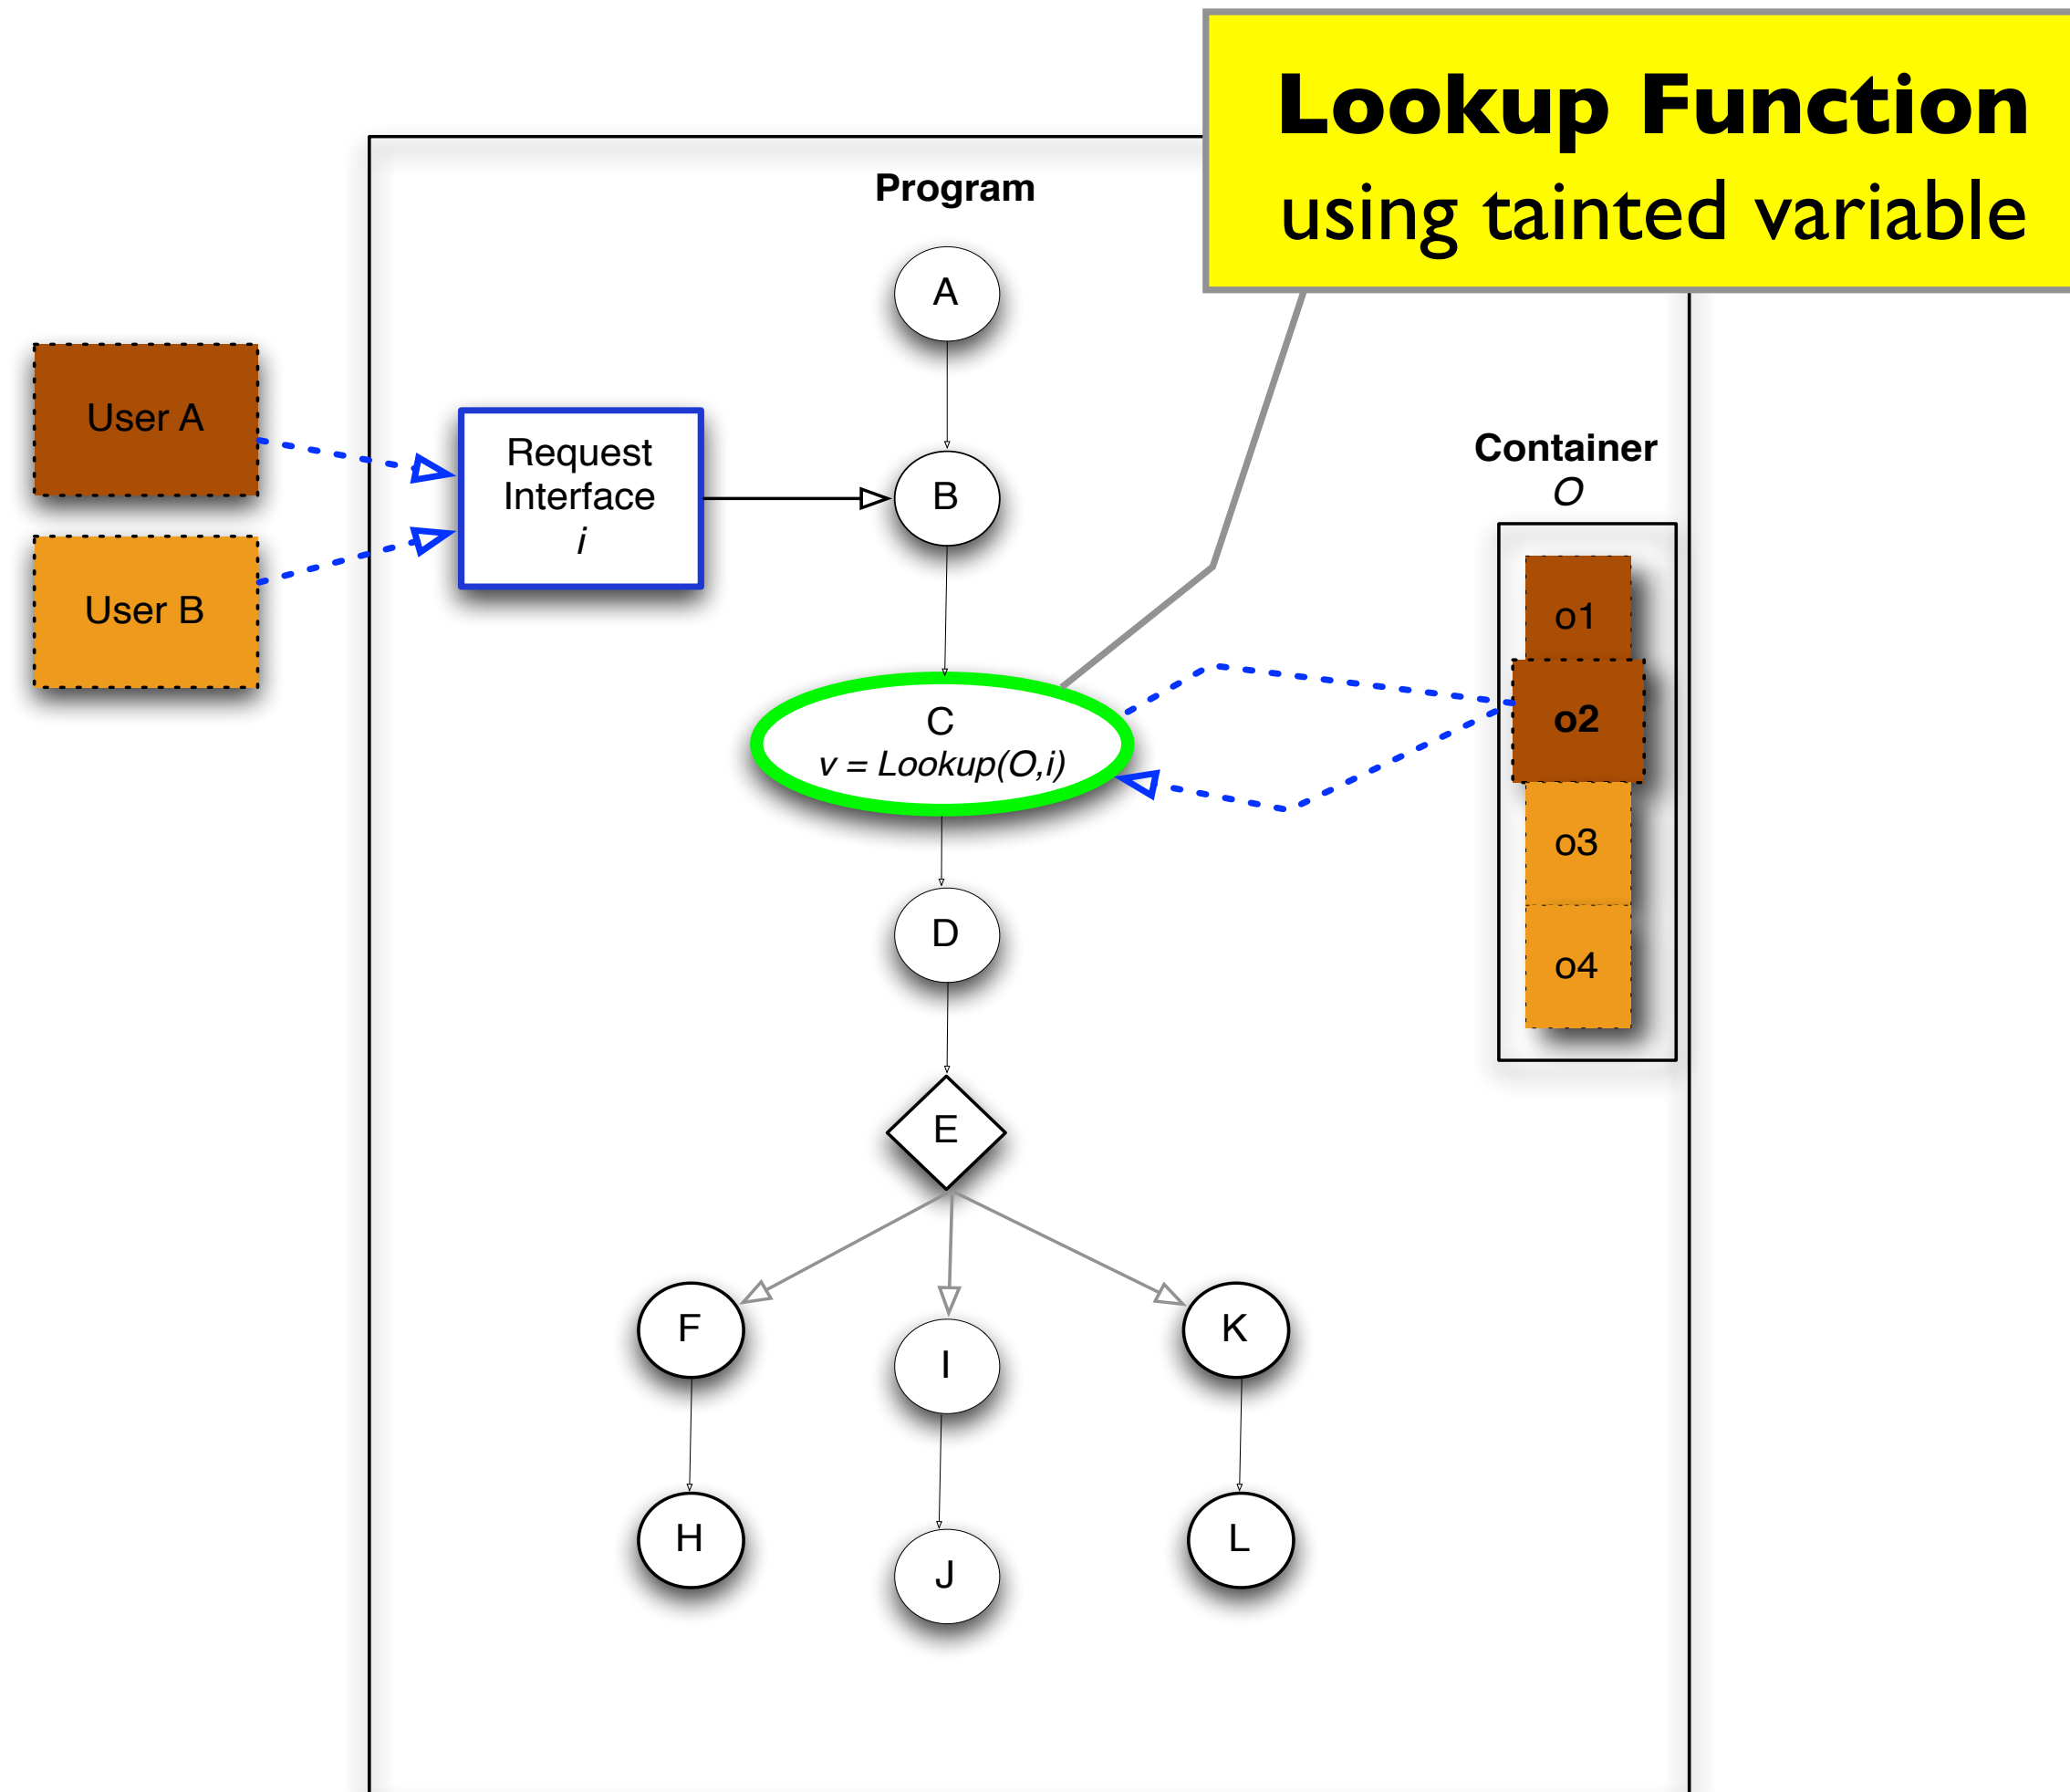 Lookup Function
using tainted variable
Program
A
User A
Request
Interface
i
B
Container
O
User B
o1
C
v = Lookup(O,i)
o2
o3
D
o4
E
F
I
K
H
J
L